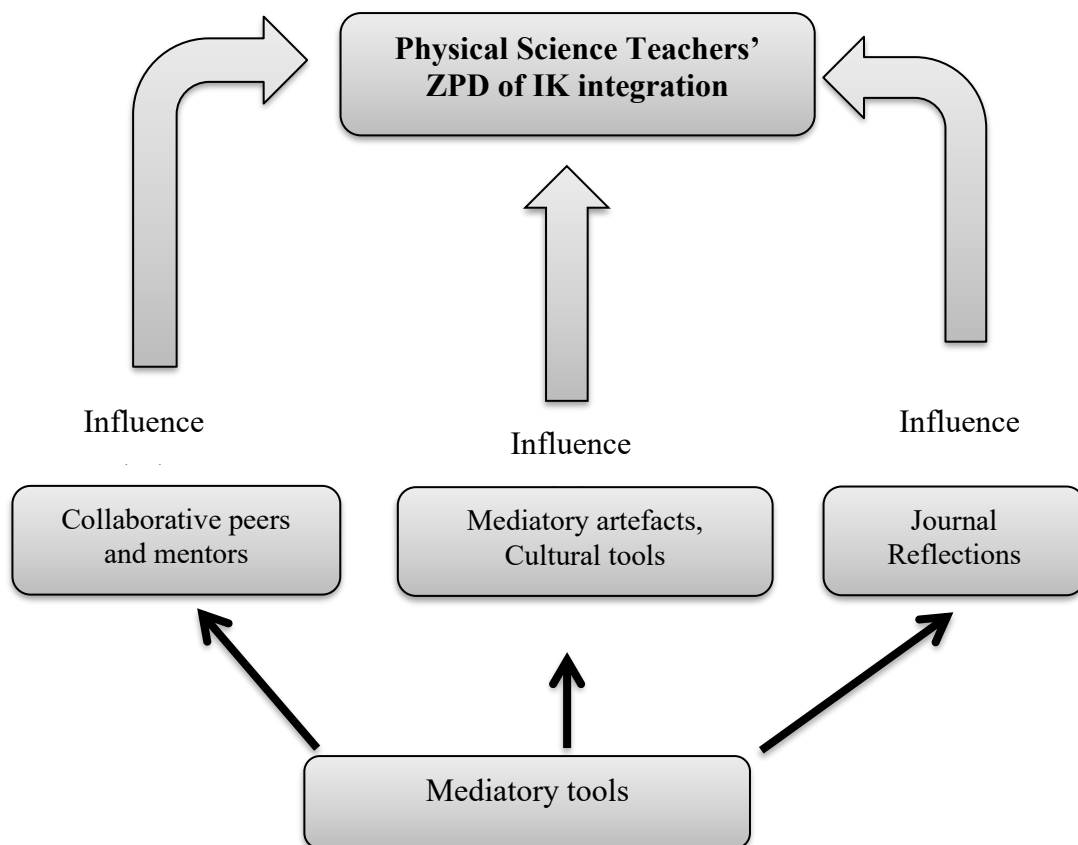 Physical Science Teachers’
ZPD of IK integration
Influence
Influence
Influence
Collaborative peers
and mentors
Mediatory artefacts,
Cultural tools
Journal
Reflections
Mediatory tools